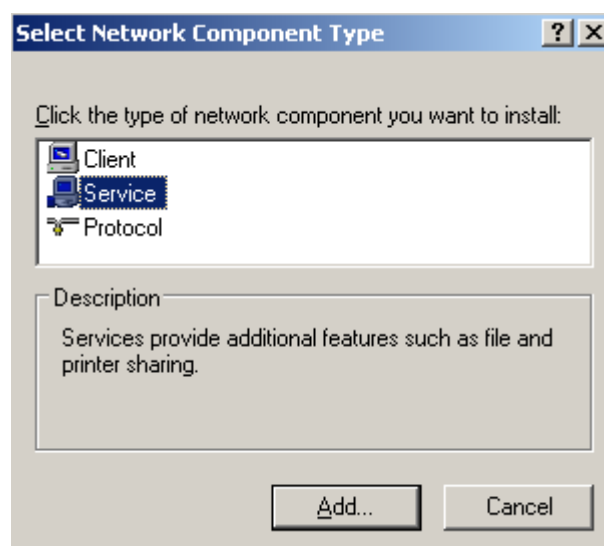 Select Network Component Type
Click the type of network component you want to install:
Client
Service
Protocol
Description
Services provide additional features such as file and
printer sharing.
Add...
Cancel